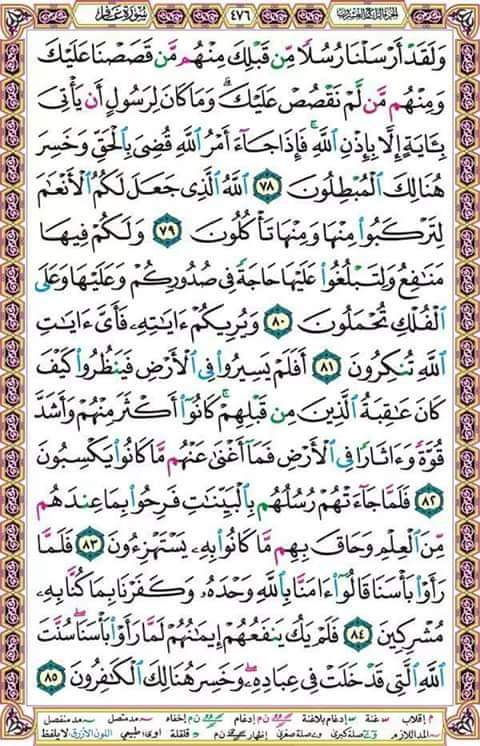 سورة غافر
٤٧٦
الجزء الرابع والعشرون
وَلَقَدْ أَرْسَلْنَا رُسُلًا مِّن قَبْلِكَ مِنْهُم مَّن قَصَصْنَا عَلَيْكَ
وَمِنْهُم مَّن لَّمْ نَقْصُصْ عَلَيْكَ ۗ وَمَا كَانَ لِرَسُولٍ أَن يَأْتِىَ
بِـَٔايَةٍ إِلَّا بِإِذْنِ ٱللَّهِ ۚ فَإِذَا جَآءَ أَمْرُ ٱللَّهِ قُضِىَ بِٱلْحَقِّ وَخَسِرَ
هُنَالِكَ ٱلْمُبْطِلُونَ ٧٨ ٱللَّهُ ٱلَّذِى جَعَلَ لَكُمُ ٱلْأَنْعَٰمَ
لِتَرْكَبُوا۟ مِنْهَا وَمِنْهَا تَأْكُلُونَ ٧٩ وَلَكُمْ فِيهَا
مَنَٰفِعُ وَلِتَبْلُغُوا۟ عَلَيْهَا حَاجَةً فِى صُدُورِكُمْ وَعَلَيْهَا وَعَلَى
ٱلْفُلْكِ تُحْمَلُونَ ٨٠ وَيُرِيكُمْ ءَايَٰتِهِۦ فَأَىَّ ءَايَٰتِ
ٱللَّهِ تُنكِرُونَ ٨١ أَفَلَمْ يَسِيرُوا۟ فِى ٱلْأَرْضِ فَيَنظُرُوا۟ كَيْفَ
كَانَ عَٰقِبَةُ ٱلَّذِينَ مِن قَبْلِهِمْ ۚ كَانُوٓا۟ أَكْثَرَ مِنْهُمْ وَأَشَدَّ
قُوَّةً وَءَاثَارًا فِى ٱلْأَرْضِ فَمَآ أَغْنَىٰ عَنْهُم مَّا كَانُوا۟ يَكْسِبُونَ
٨٢ فَلَمَّا جَآءَتْهُمْ رُسُلُهُم بِٱلْبَيِّنَٰتِ فَرِحُوا۟ بِمَا عِندَهُم
مِّنَ ٱلْعِلْمِ وَحَاقَ بِهِم مَّا كَانُوا۟ بِهِۦ يَسْتَهْزِءُونَ ٨٣ فَلَمَّا
رَأَوْا۟ بَأْسَنَا قَالُوٓا۟ ءَامَنَّا بِٱللَّهِ وَحْدَهُۥ وَكَفَرْنَا بِمَا كُنَّا بِهِۦ
مُشْرِكِينَ ٨٤ فَلَمْ يَكُ يَنفَعُهُمْ إِيمَٰنُهُمْ لَمَّا رَأَوْا۟ بَأْسَنَا ۖ سُنَّتَ
ٱللَّهِ ٱلَّتِى قَدْ خَلَتْ فِى عِبَادِهِۦ ۖ وَخَسِرَ هُنَالِكَ ٱلْكَٰفِرُونَ ٨٥
م إقلاب س غنة س إدغام بلاغنة ن م إدغام ن م إخفاء مد متصل مد منفصل
المد اللازم 2 3 صلة كبرى صلة صغرى إظهار ن م قلقلة ا و ى : طبيعي اللون الأزرق لا يلفظ